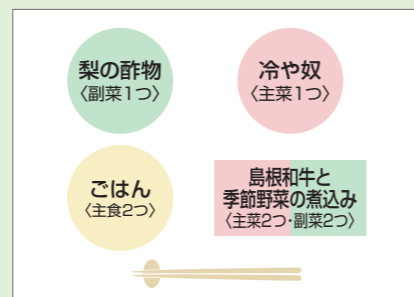 梨の酢物
〈副菜1つ〉
冷や奴
〈主菜1つ〉
ごはん
〈主食2つ〉
島根和牛と
季節野菜の煮込み
〈主菜2つ･副菜2つ〉